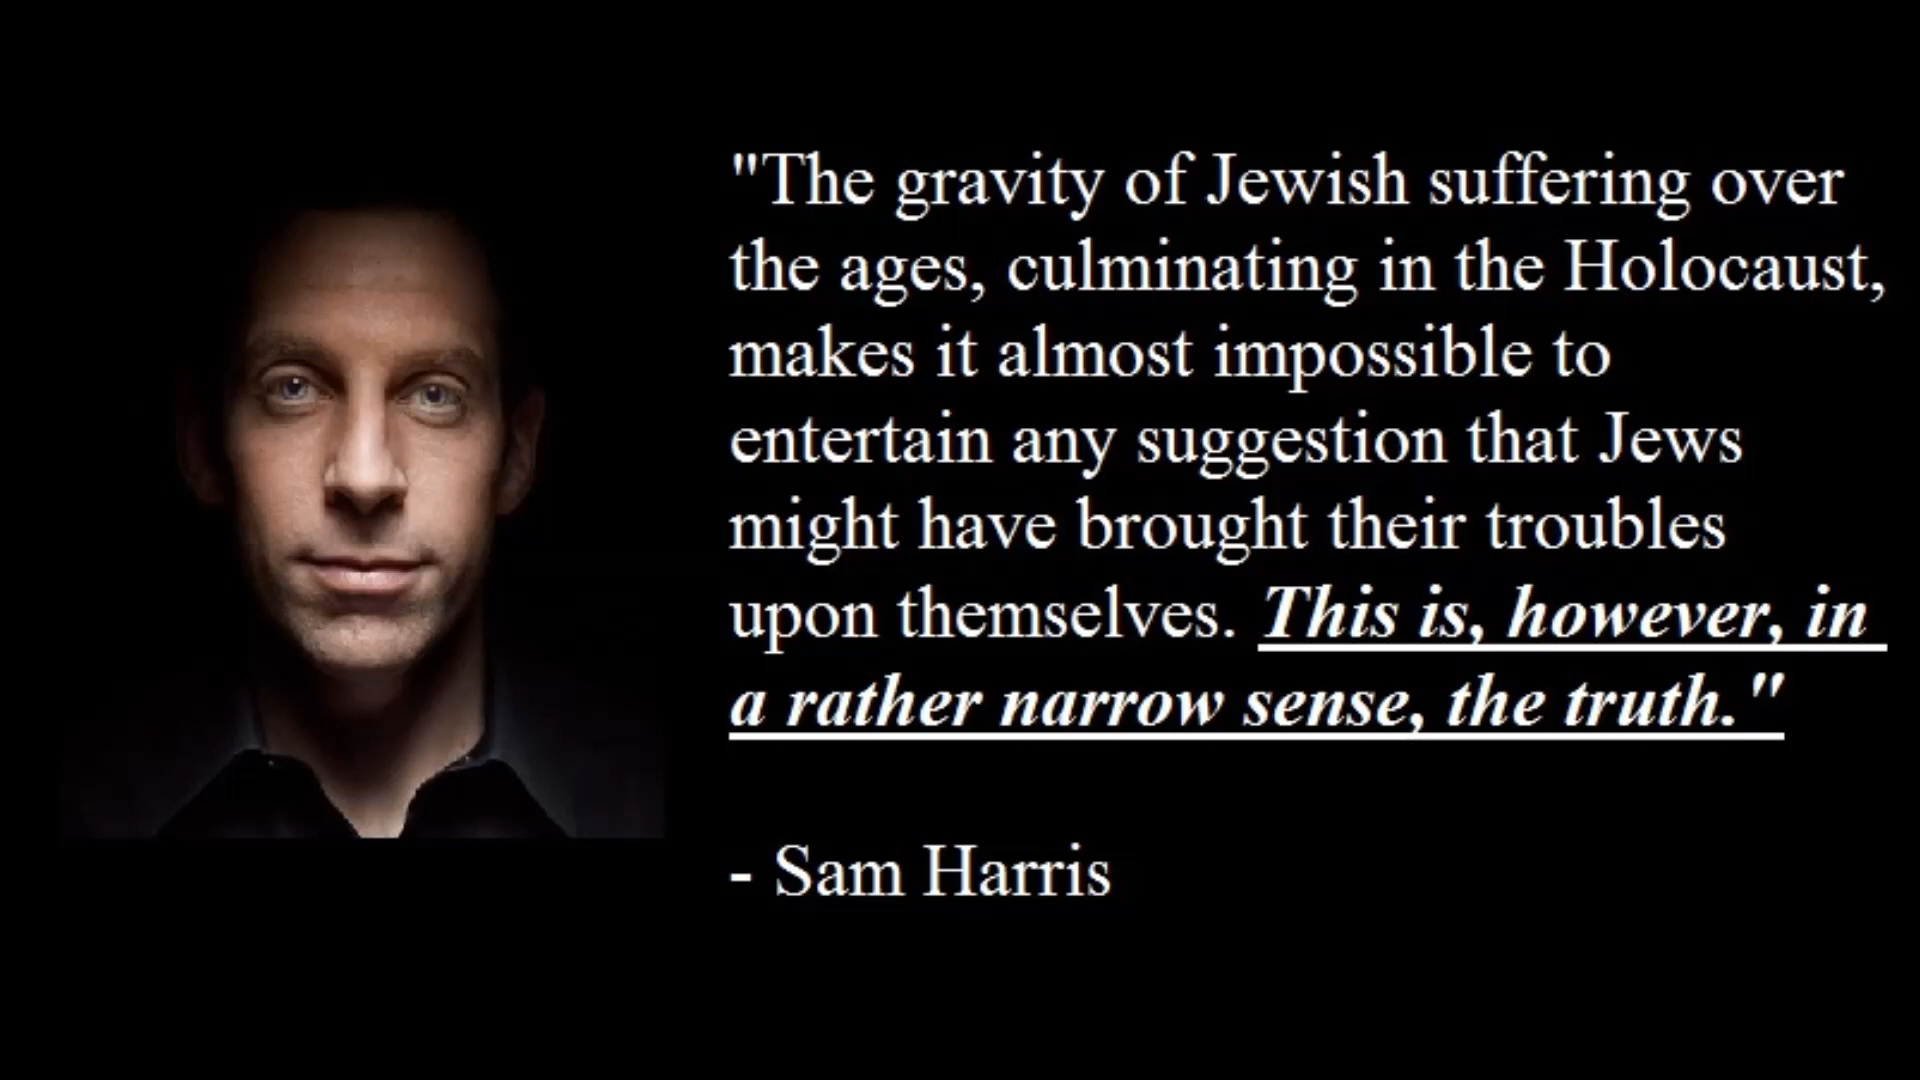 "The gravity of Jewish suffering over
the ages, culminating in the Holocaust,
makes it almost impossible to
entertain any suggestion that Jews
might have brought their troubles
upon themselves. This is, however, in
a rather narrow sense, the truth."
- Sam Harris